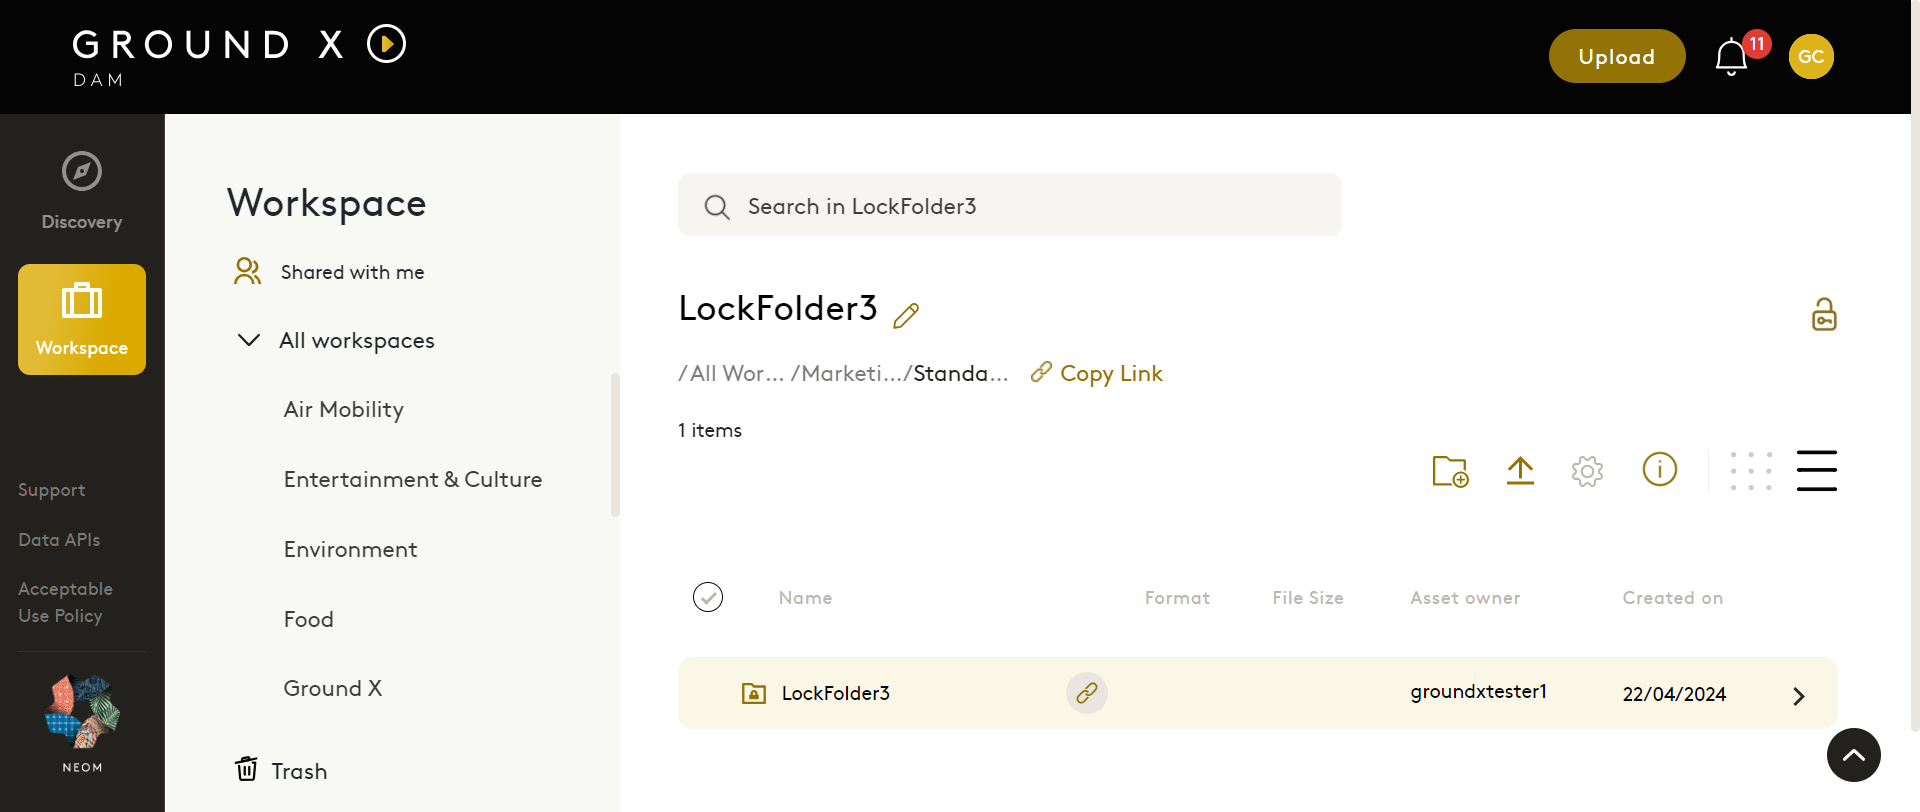 GROUND X
DAM
Upload
11
GC
Discovery
Workspace
Support
Data APIs
Acceptable
Use Policy
NEOM
Workspace
Shared with me
All workspaces
Air Mobility
Entertainment & Culture
Environment
Food
Ground X
Trash
Search in LockFolder3
LockFolder3
/All Wor... /Marketi.../Standa... Copy Link
1 items
Name Format File Size Asset owner Created on
LockFolder3 groundxtester1 22/04/2024